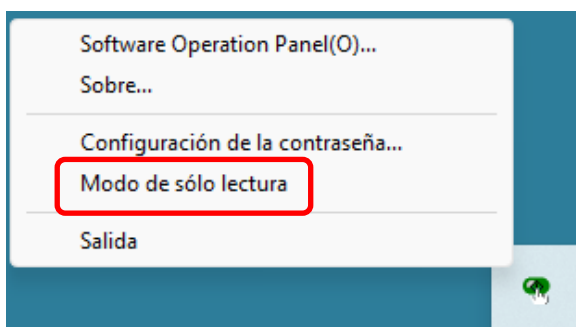 Software Operation Panel(O)...
Sobre...
Configuración de la contraseña...
Modo de sólo lectura
Salida